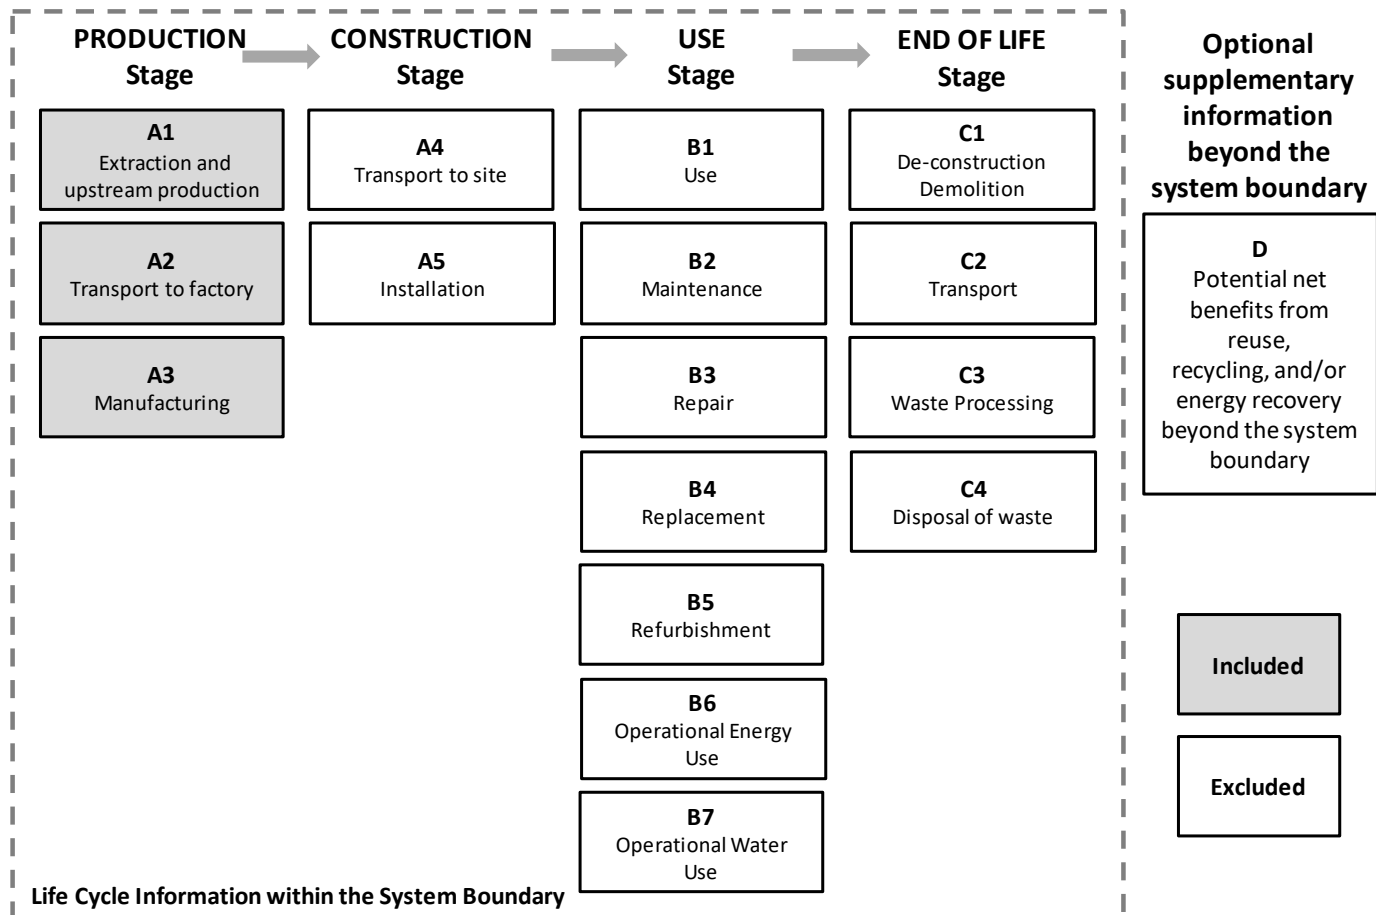 PRODUCTION
Stage
CONSTRUCTION
Stage
USE
Stage
END OF LIFE
Stage
A1
Extraction and
upstream production
A2
Transport to factory
A3
Manufacturing
A4
Transport to site
A5
Installation
B1
Use
B2
Maintenance
B3
Repair
B4
Replacement
B5
Refurbishment
B6
Operational Energy
Use
B7
Operational Water
Use
C1
De-construction
Demolition
C2
Transport
C3
Waste Processing
C4
Disposal of waste
Life Cycle Information within the System Boundary
Optional
supplementary
information
beyond the
system boundary
D
Potential net
benefits from
reuse,
recycling, and/or
energy recovery
beyond the system
boundary
Included
Excluded